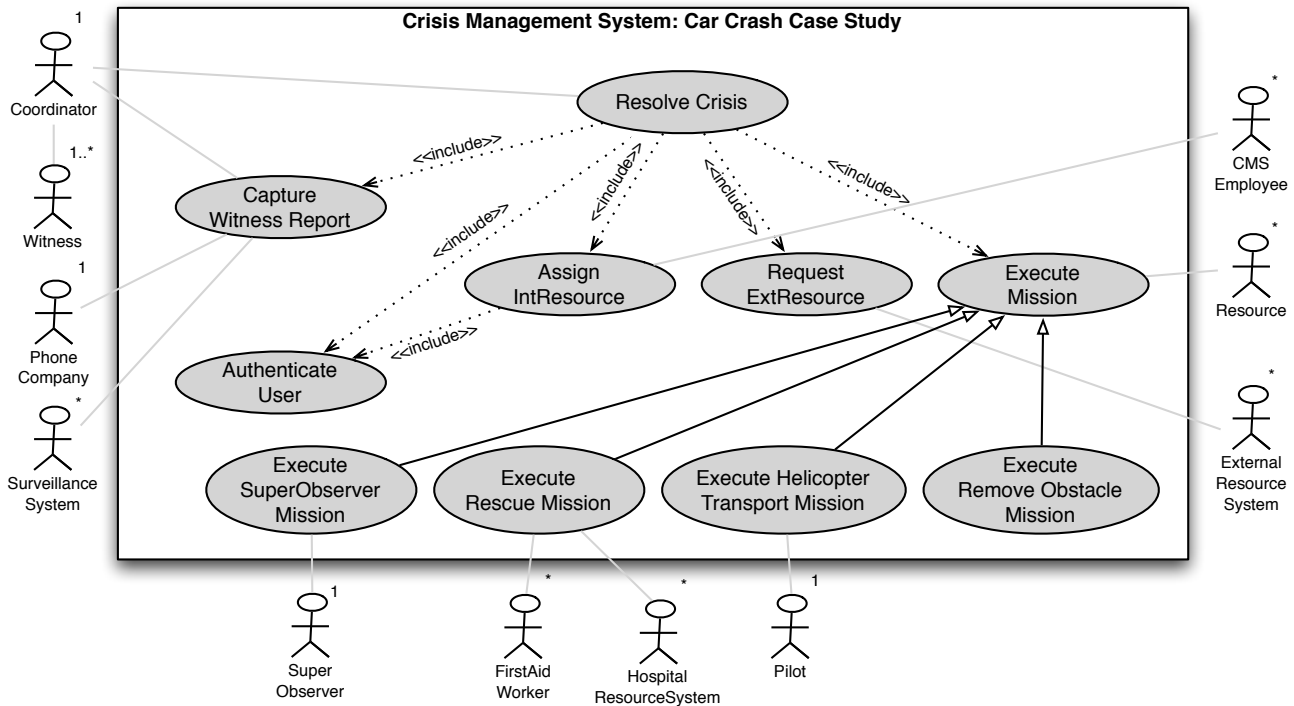 Crisis Management System: Car Crash Case Study
1
Coordinator
1..*
Witness
1
Phone
Company
*
Surveillance
System
Resolve Crisis
<<include>>
<<include>>
<<include>>
<<include>>
<<include>>
Capture
Witness Report
Assign
IntResource
Request
ExtResource
Execute
Mission
<<include>>
Authenticate
User
Execute
SuperObserver
Mission
Execute
Rescue Mission
Execute Helicopter
Transport Mission
Execute
Remove Obstacle
Mission
*
CMS
Employee
*
Resource
*
External
Resource
System
1
Super
Observer
*
FirstAid
Worker
*
Hospital
ResourceSystem
1
Pilot